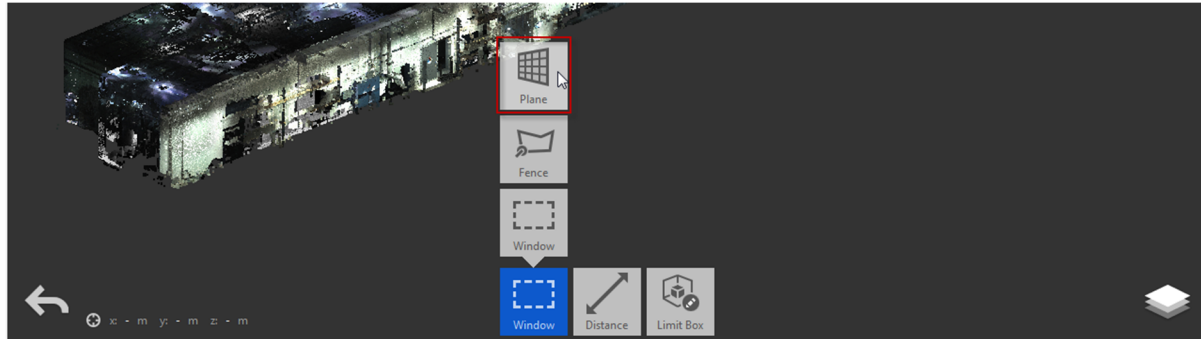 Plane
Fence
Window
Window Distance Limit Box
x: - m y: - m z: - m